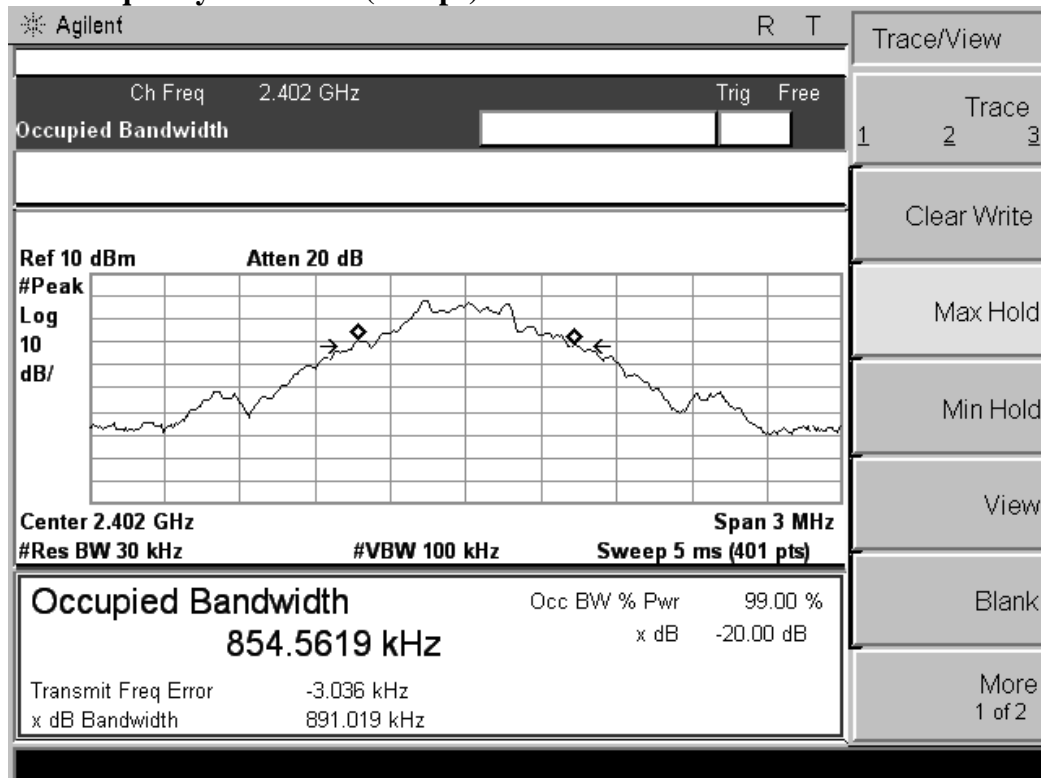 Agilent R T
Trace/View
Ch Freq 2.402 GHz Trig Free
Occupied Bandwidth
Trace
1 2 3
Clear Write
Max Hold
Min Hold
View
Blank
More
1 of 2
Ref 10 dBm Atten 20 dB
#Peak
Log
10
dB/
Center 2.402 GHz Span 3 MHz
#Res BW 30 kHz #VBW 100 kHz Sweep 5 ms (401 pts)
Occupied Bandwidth
854.5619 kHz
Occ BW % Pwr 99.00 %
x dB -20.00 dB
Transmit Freq Error -3.036 kHz
x dB Bandwidth 891.019 kHz